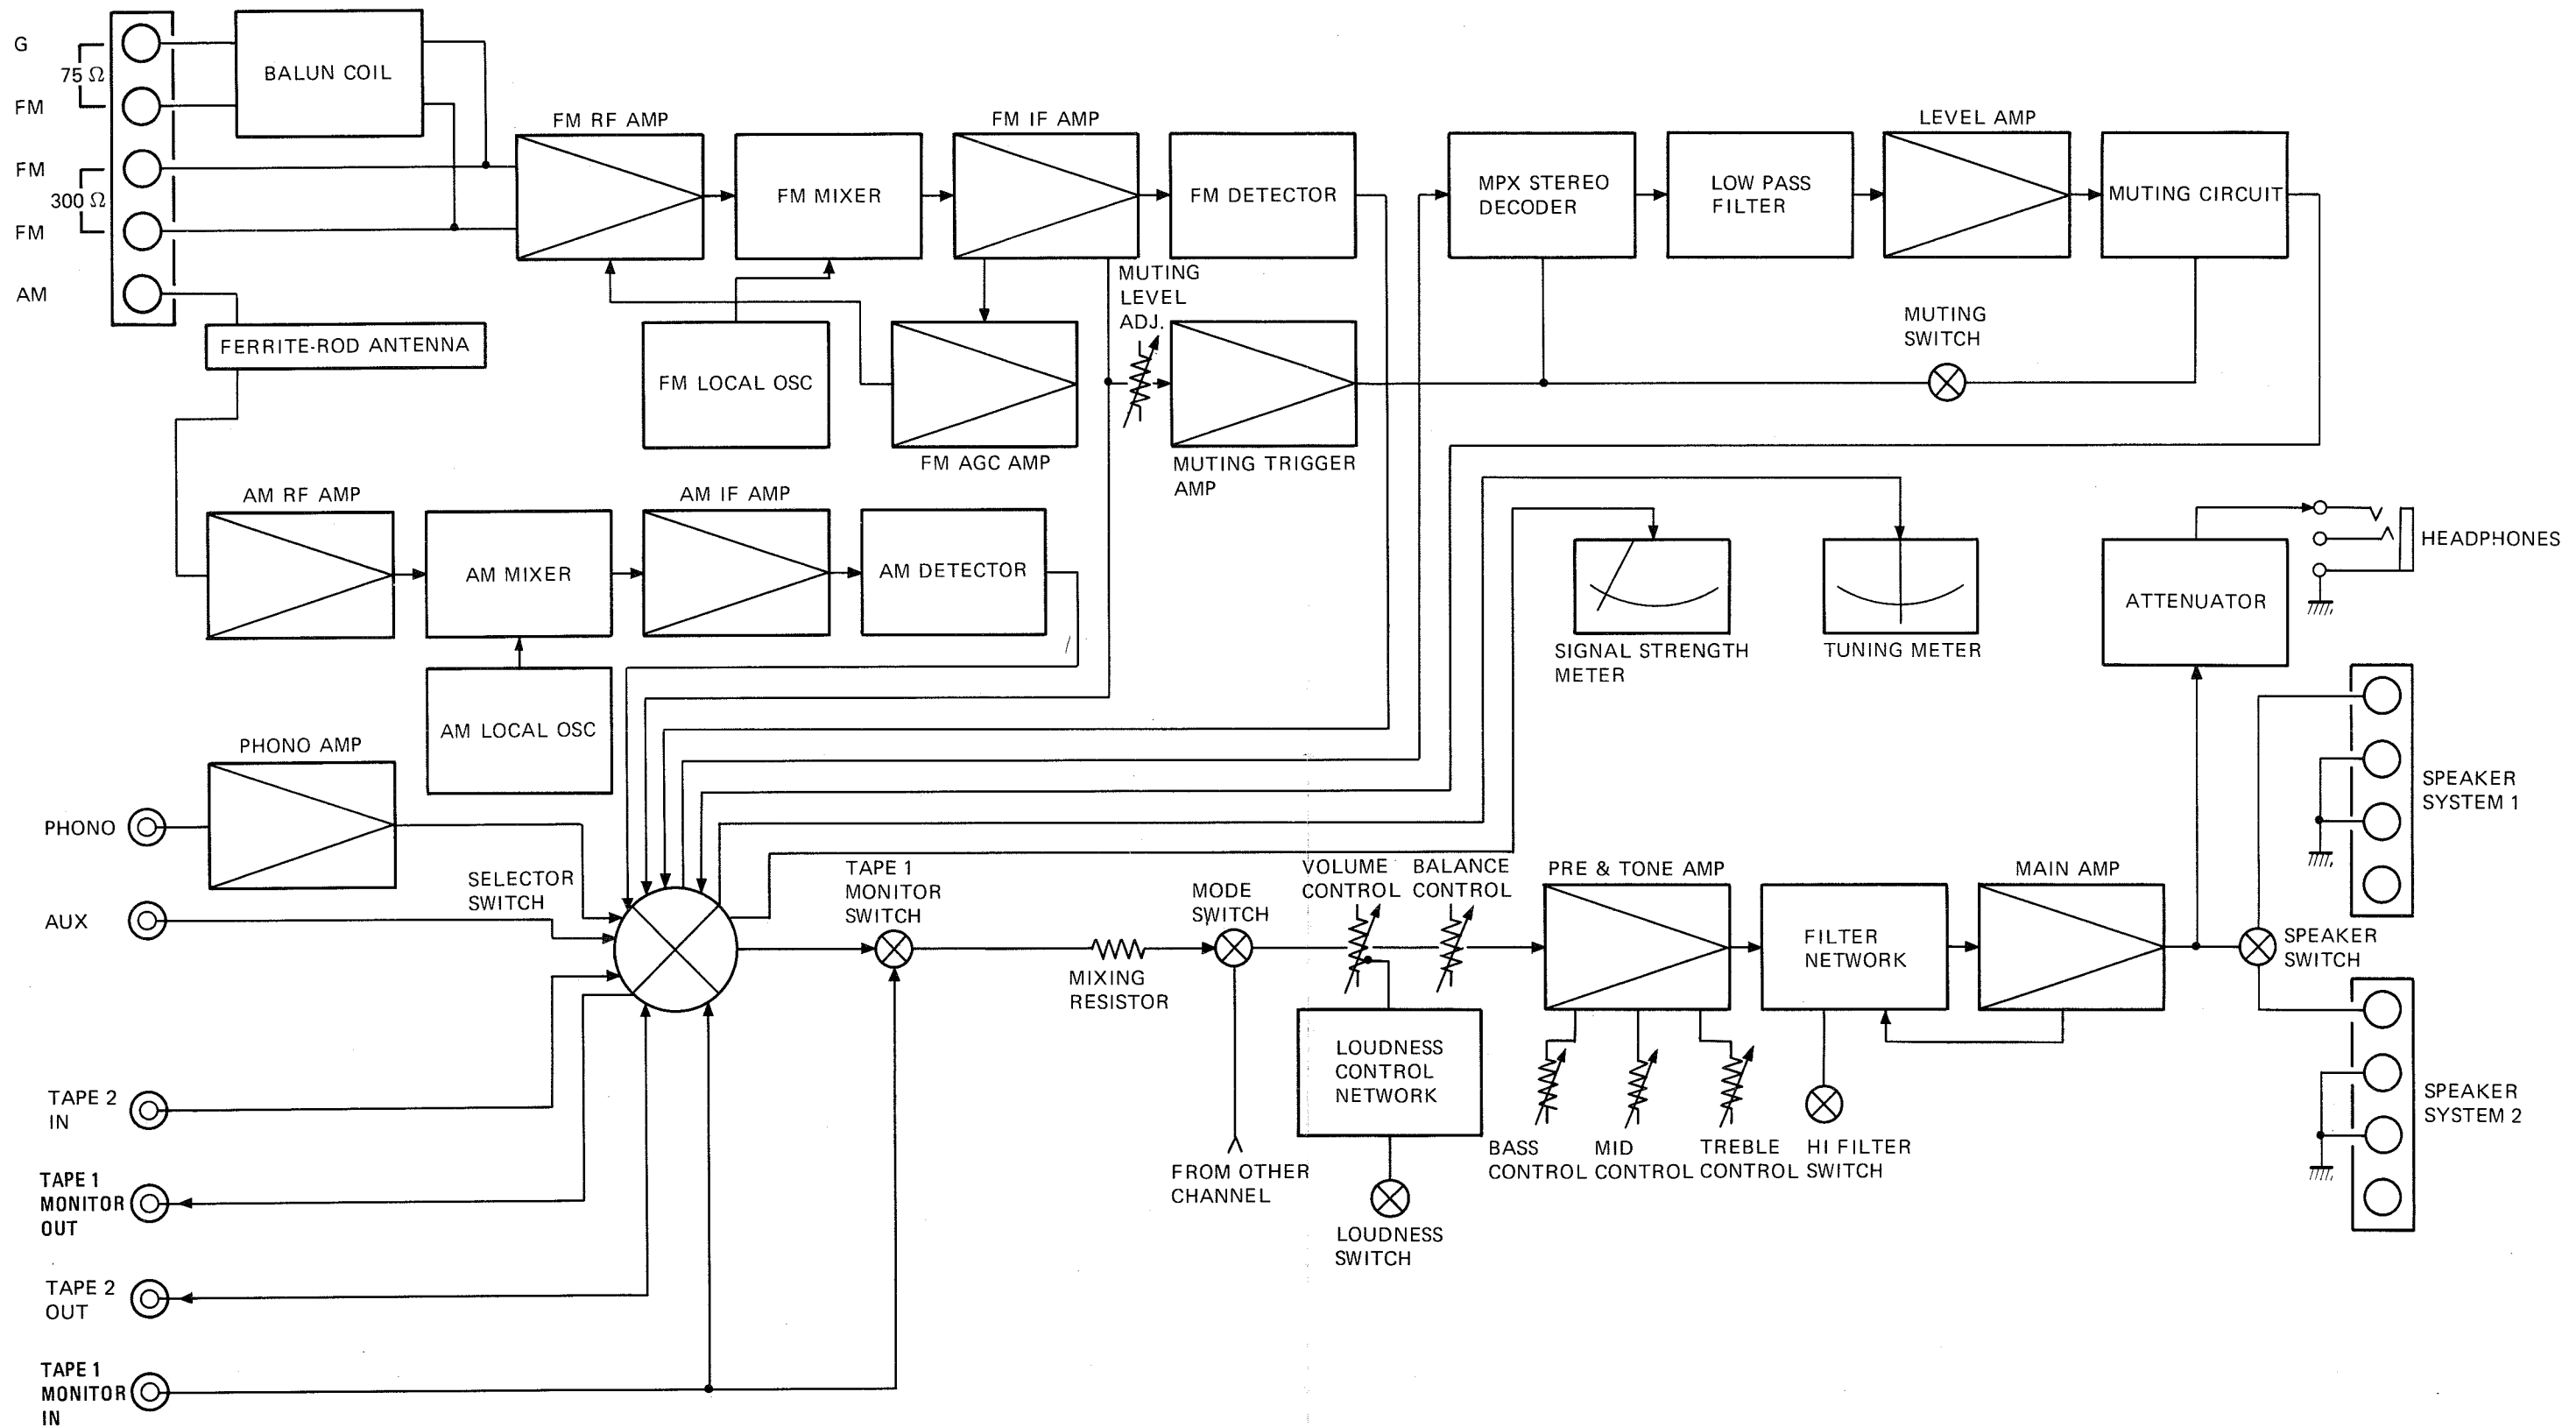 G
75 Ω
FM
FM
300 Ω
FM
AM
BALUN COIL
FERRITE-ROD ANTENNA
FM RF AMP
FM MIXER
FM IF AMP
FM DETECTOR
FM LOCAL OSC
FM AGC AMP
MUTING
LEVEL
ADJ.
MUTING TRIGGER
AMP
MPX STEREO
DECODER
LOW PASS
FILTER
LEVEL AMP
MUTING CIRCUIT
MUTING
SWITCH
AM RF AMP
AM MIXER
AM IF AMP
AM DETECTOR
AM LOCAL OSC
SIGNAL STRENGTH
METER
TUNING METER
ATTENUATOR
HEADPHONES
PHONO AMP
PHONO
AUX
SELECTOR
SWITCH
TAPE 1
MONITOR
SWITCH
MIXING
RESISTOR
MODE
SWITCH
FROM OTHER
CHANNEL
VOLUME
CONTROL
BALANCE
CONTROL
LOUDNESS
CONTROL
NETWORK
LOUDNESS
SWITCH
PRE & TONE AMP
BASS
CONTROL
MID
CONTROL
TREBLE
CONTROL
FILTER
NETWORK
HI FILTER
SWITCH
MAIN AMP
SPEAKER
SWITCH
SPEAKER
SYSTEM 1
SPEAKER
SYSTEM 2
TAPE 2
IN
TAPE 1
MONITOR
OUT
TAPE 2
OUT
TAPE 1
MONITOR
IN